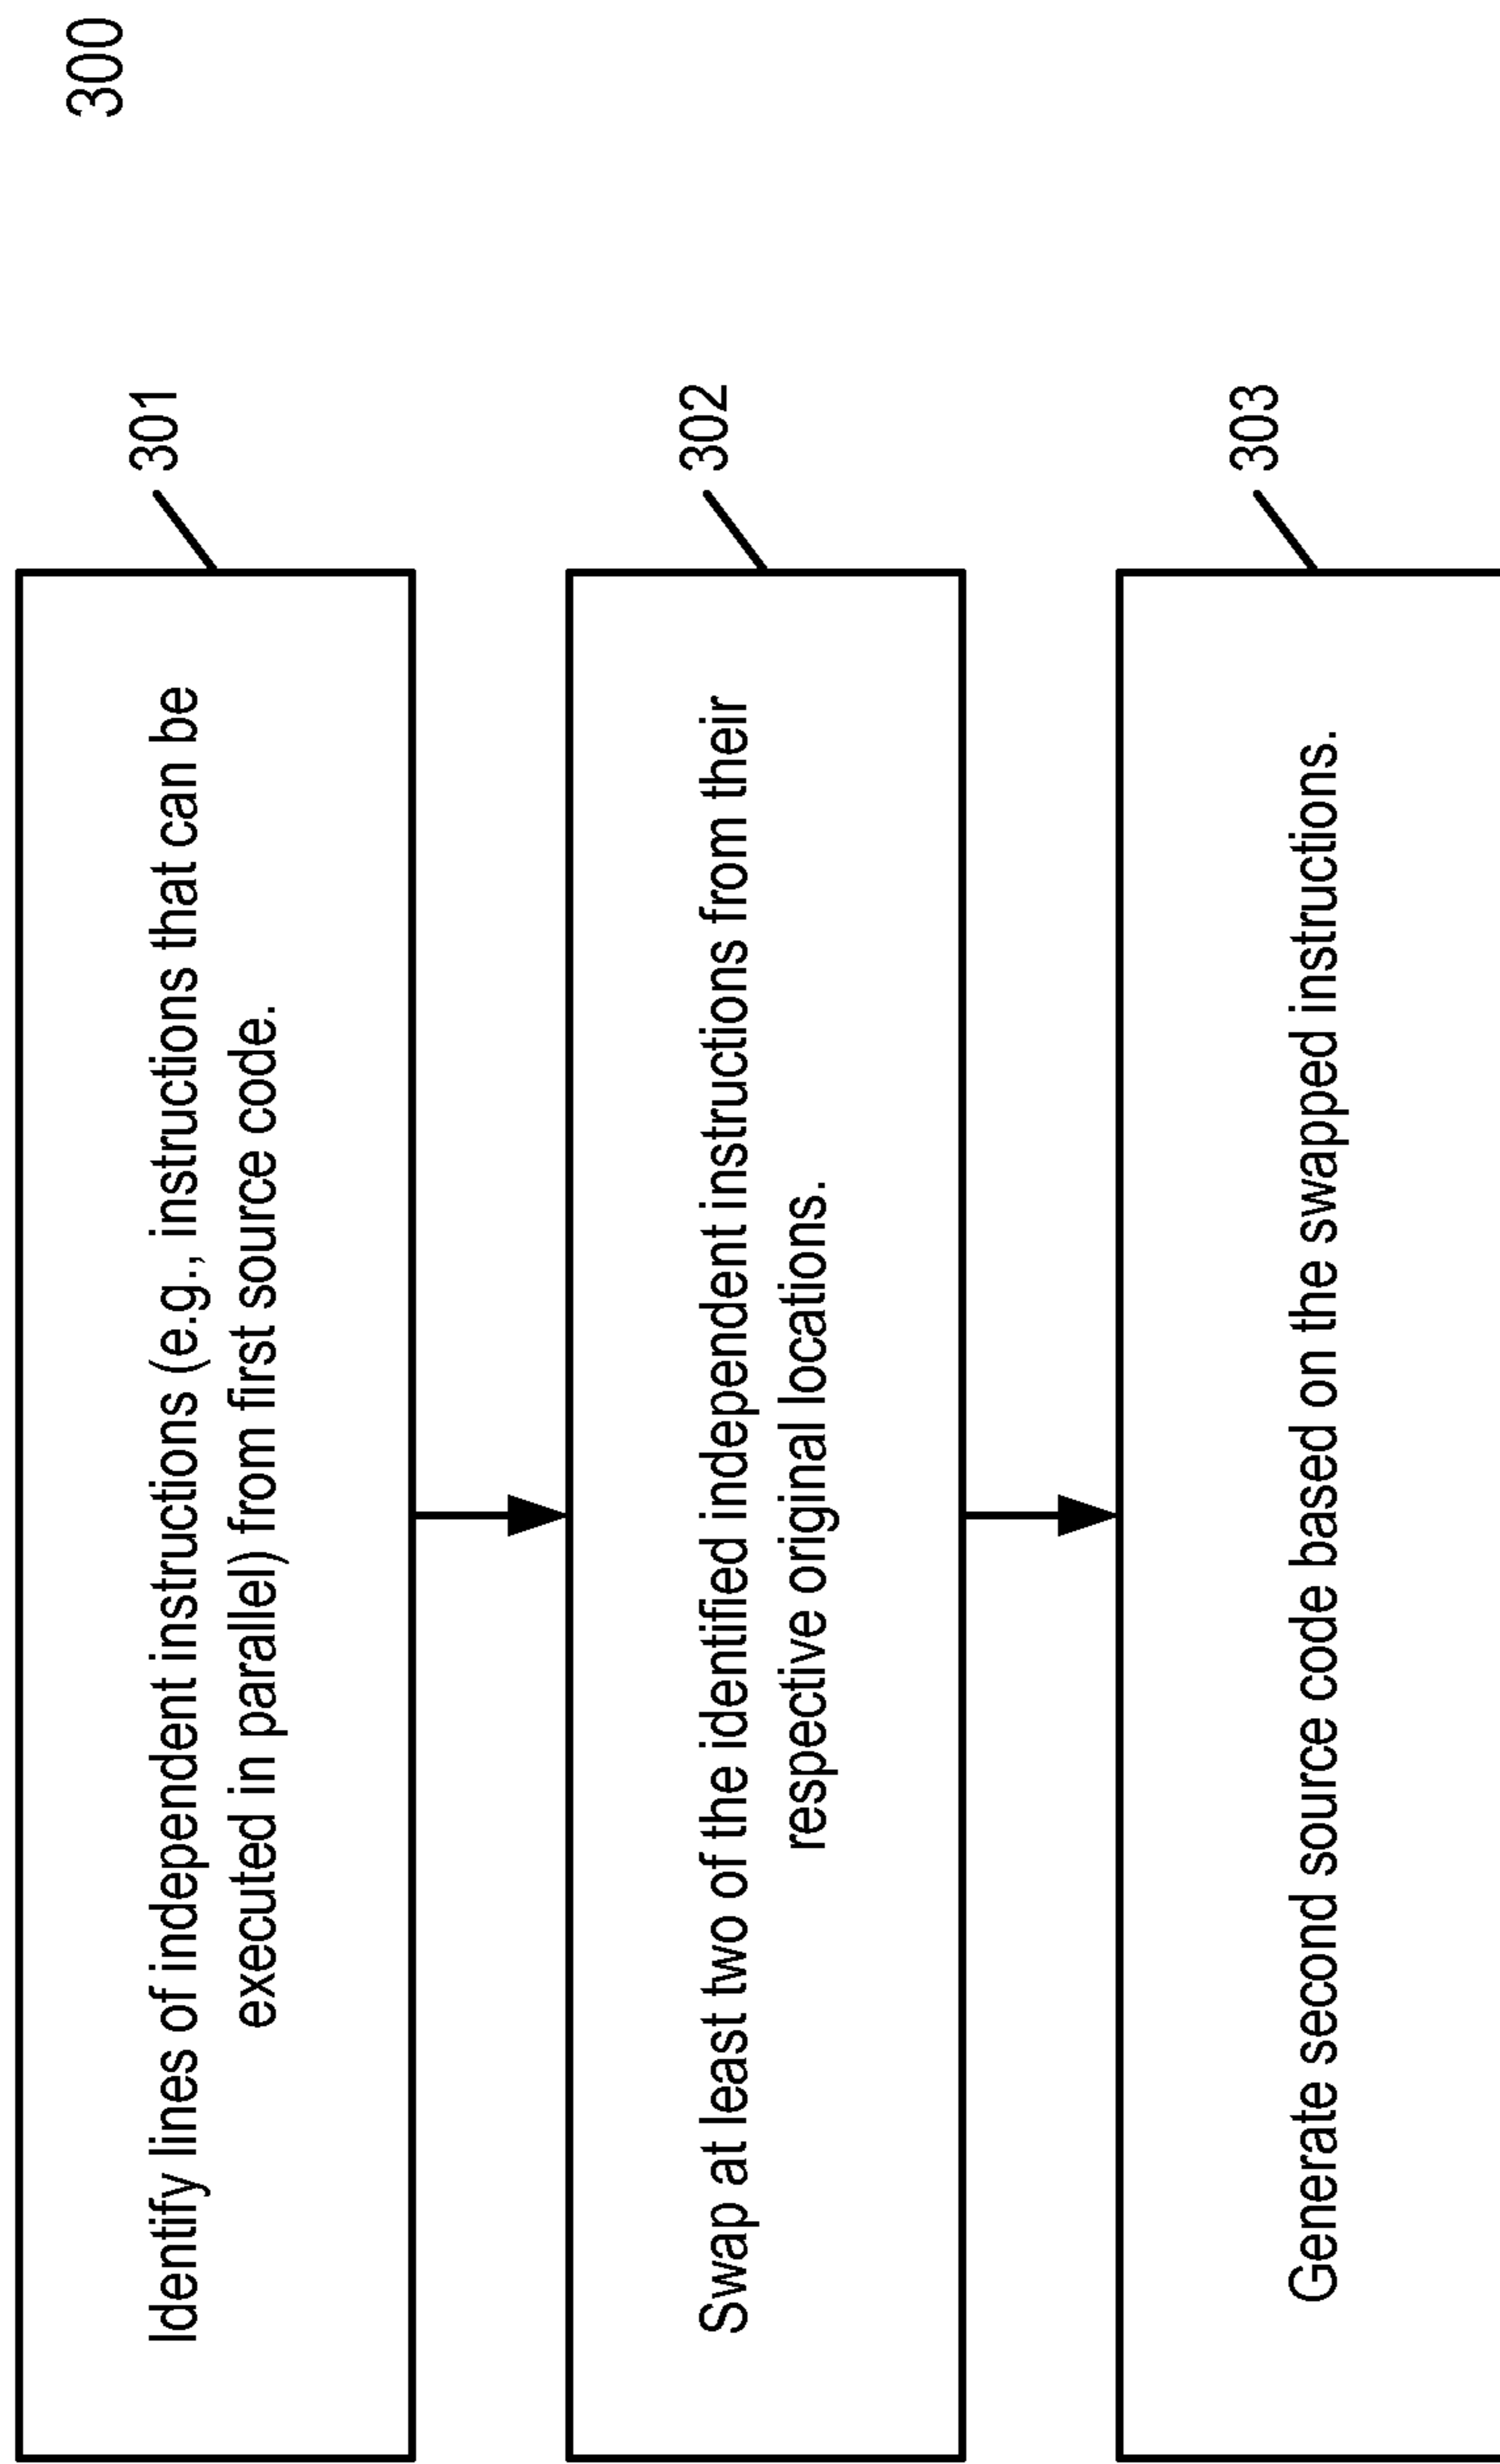 300
301
Identify lines of independent instructions (e.g., instructions that can be
executed in parallel) from first source code.
302
Swap at least two of the identified independent instructions from their
respective original locations.
303
Generate second source code based on the swapped instructions.